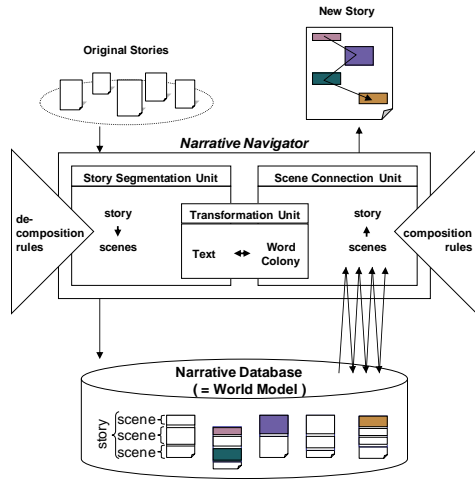 New Story
Original Stories
Narrative Navigator
Story Segmentation Unit
Scene Connection Unit
de-
composition
rules
story
scenes
Transformation Unit
Text
Word
Colony
story
scenes
composition
rules
Narrative Database
( = World Model )
story
scene
scene
scene